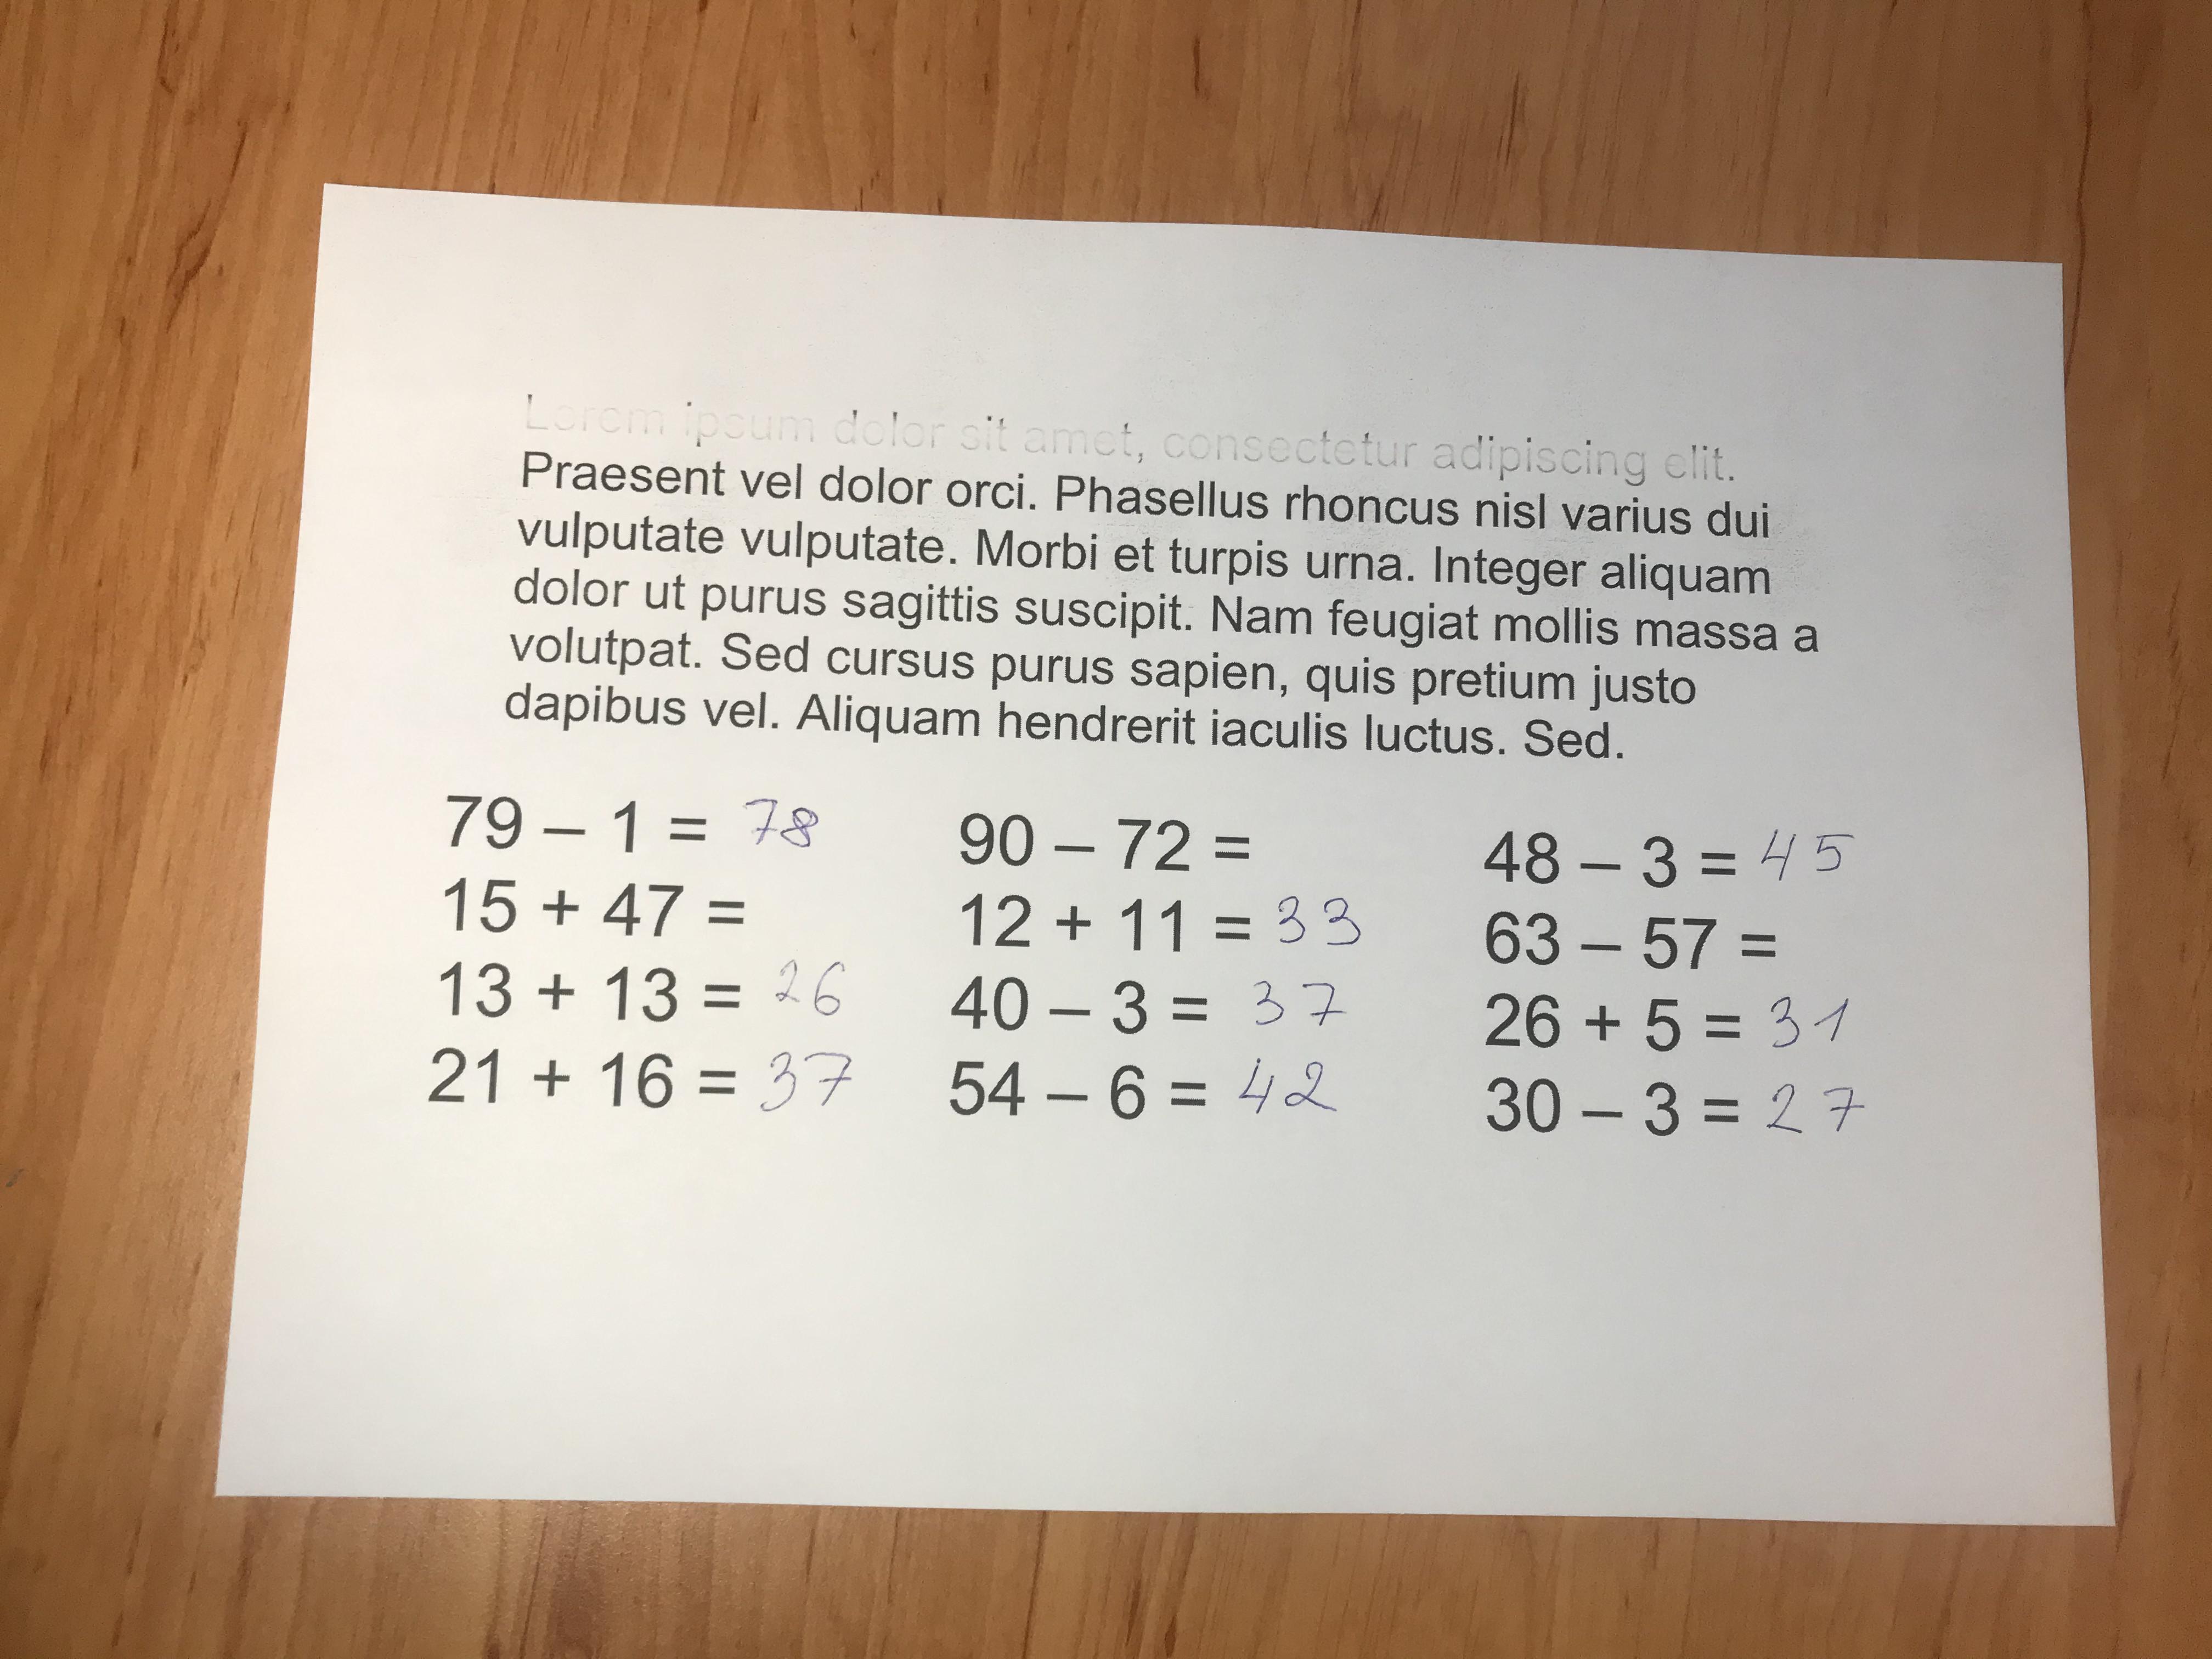 Lorem ipsum dolor sit amet, consectetur adipiscing elit.
Praesent vel dolor orci. Phasellus rhoncus nisl varius dui
vulputate vulputate. Morbi et turpis urna. Integer aliquam
dolor ut purus sagittis suscipit. Nam feugiat mollis massa a
volutpat. Sed cursus purus sapien, quis pretium justo
dapibus vel. Aliquam hendrerit iaculis luctus. Sed.
79 – 1 = 78
15 + 47 =
13 + 13 = 26
21 + 16 = 37
90 – 72 =
12 + 11 = 33
40 – 3 = 37
54 – 6 = 42
48 – 3 = 45
63 – 57 =
26 + 5 = 31
30 – 3 = 27